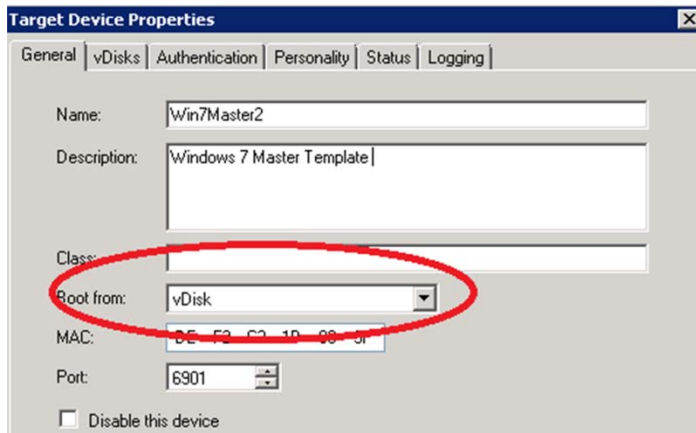 Target Device Properties
General vDisks Authentication Personality Status Logging
Name: Win7Master2
Description: Windows 7 Master Template
Class:
Boot from: vDisk
MAC:
Port: 6901
Disable this device